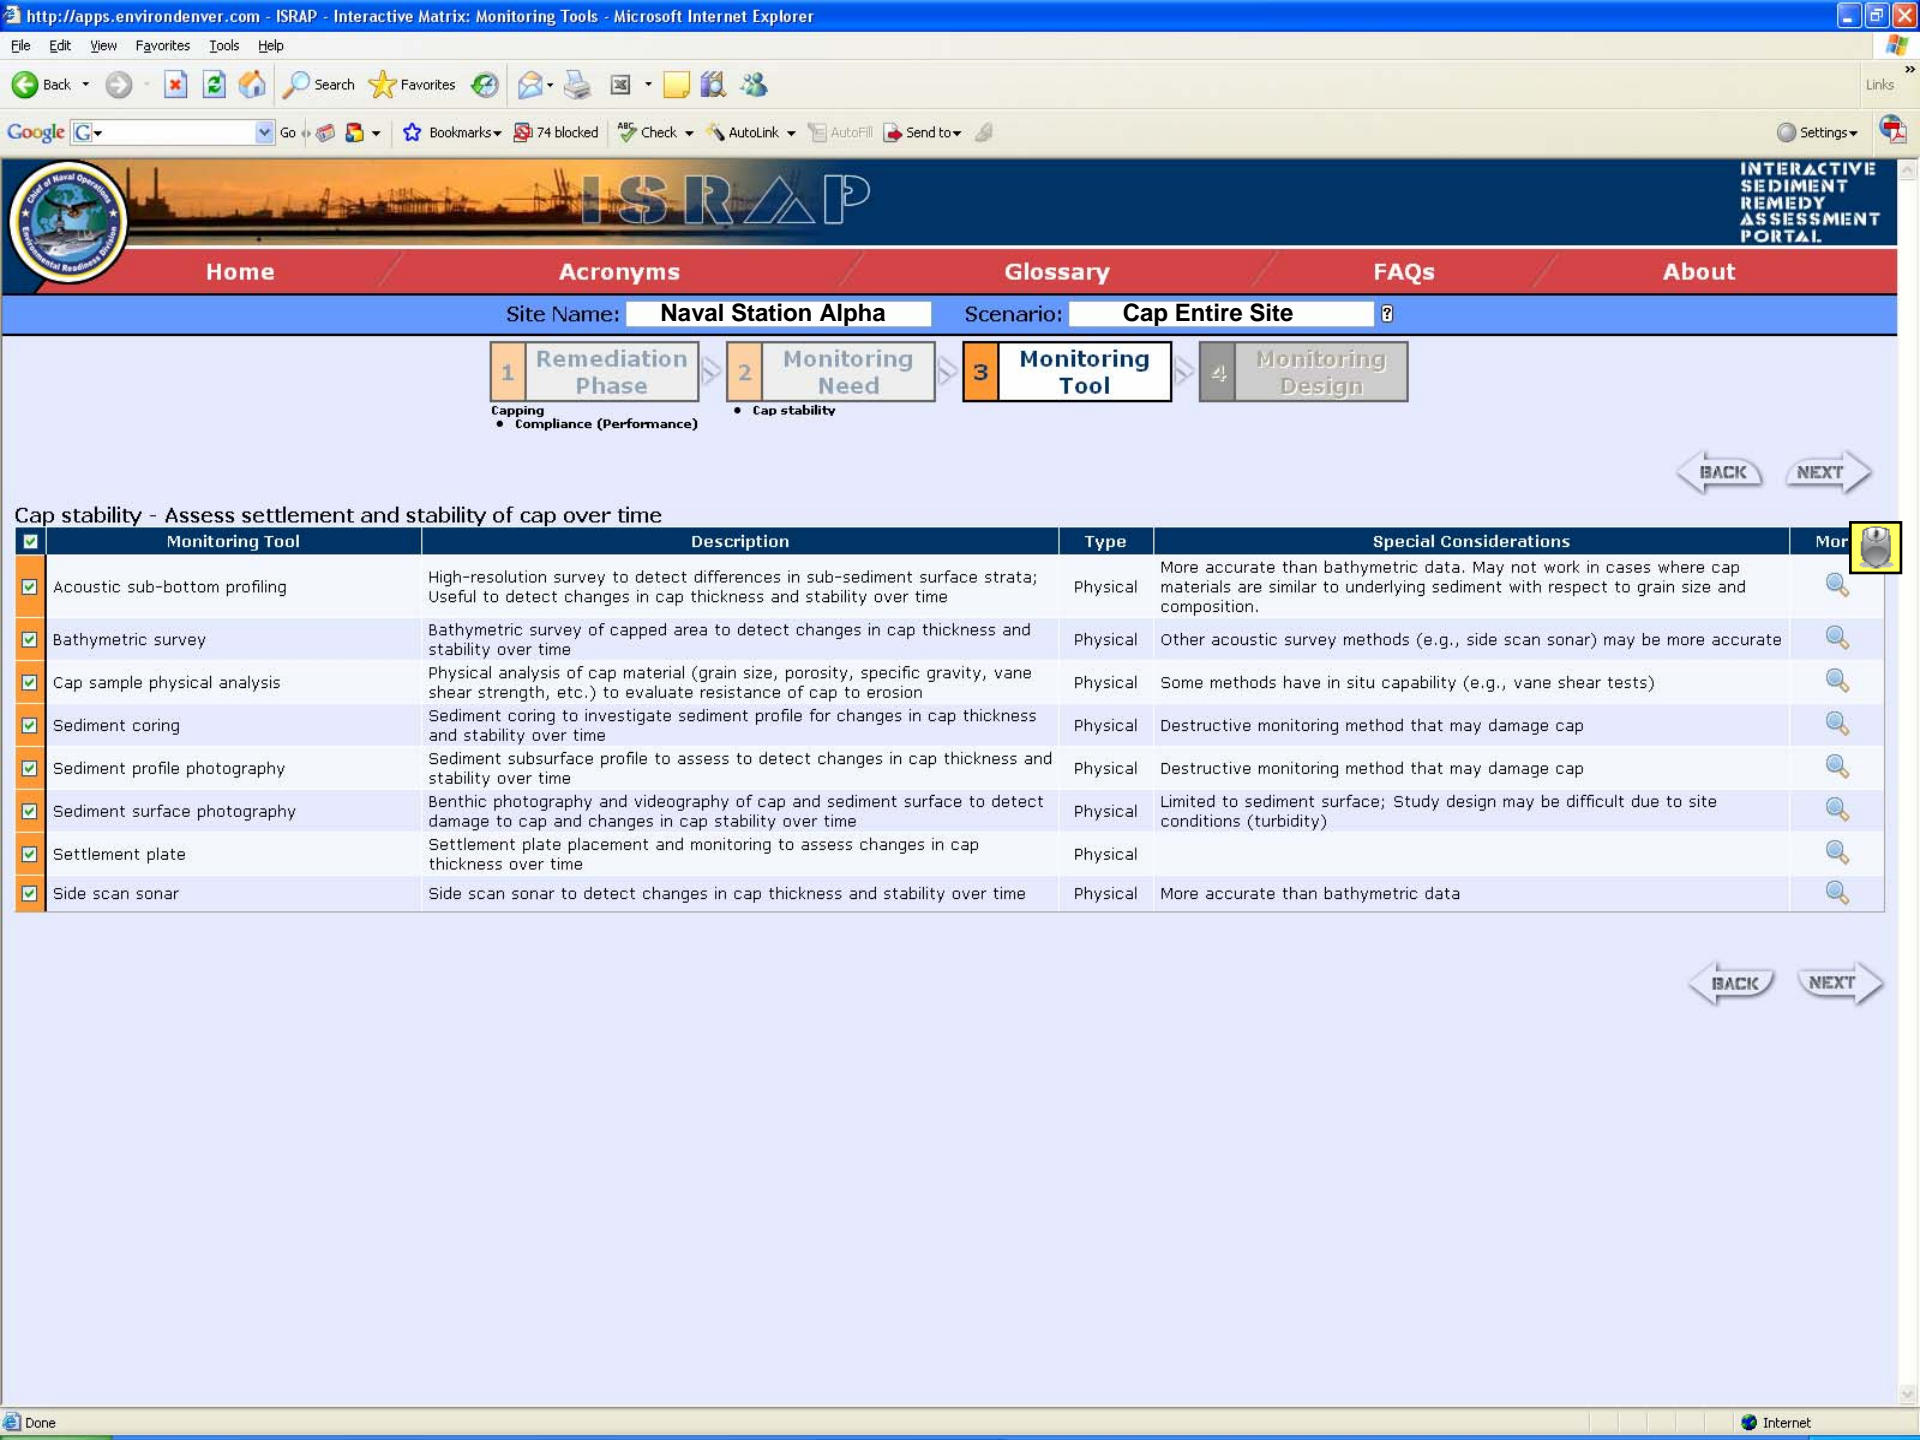 http://apps.environdenver.com - ISRAP - Interactive Matrix: Monitoring Tools - Microsoft Internet Explorer
File Edit View Favorites Tools Help
Back Search Favorites Links
Google G Go Bookmarks 74 blocked ABC Check AutoLink AutoFill Send to Settings
Chief of Naval Operations
Environmental Readiness Division
ISRAP
INTERACTIVE
SEDIMENT
REMEDY
ASSESSMENT
PORTAL
Home Acronyms Glossary FAQs About
Site Name: Naval Station Alpha Scenario: Cap Entire Site ?
1 Remediation Phase 2 Monitoring Need 3 Monitoring Tool 4 Monitoring Design
Capping
• Compliance (Performance)
• Cap stability
BACK NEXT
Cap stability - Assess settlement and stability of cap over time
Monitoring Tool Description Type Special Considerations Mor
Acoustic sub-bottom profiling
High-resolution survey to detect differences in sub-sediment surface strata;
Useful to detect changes in cap thickness and stability over time
Physical
More accurate than bathymetric data. May not work in cases where cap
materials are similar to underlying sediment with respect to grain size and
composition.
Bathymetric survey
Bathymetric survey of capped area to detect changes in cap thickness and
stability over time
Physical
Other acoustic survey methods (e.g., side scan sonar) may be more accurate
Cap sample physical analysis
Physical analysis of cap material (grain size, porosity, specific gravity, vane
shear strength, etc.) to evaluate resistance of cap to erosion
Physical
Some methods have in situ capability (e.g., vane shear tests)
Sediment coring
Sediment coring to investigate sediment profile for changes in cap thickness
and stability over time
Physical
Destructive monitoring method that may damage cap
Sediment profile photography
Sediment subsurface profile to assess to detect changes in cap thickness and
stability over time
Physical
Destructive monitoring method that may damage cap
Sediment surface photography
Benthic photography and videography of cap and sediment surface to detect
damage to cap and changes in cap stability over time
Physical
Limited to sediment surface; Study design may be difficult due to site
conditions (turbidity)
Settlement plate
Settlement plate placement and monitoring to assess changes in cap
thickness over time
Physical
Side scan sonar
Side scan sonar to detect changes in cap thickness and stability over time
Physical
More accurate than bathymetric data
BACK NEXT
Done Internet